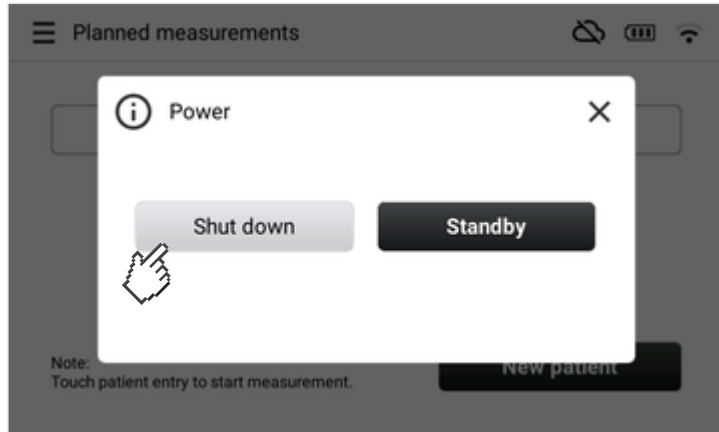 Planned measurements
Power
Shut down
Standby
Note:
New patient
Touch patient entry to start measurement.